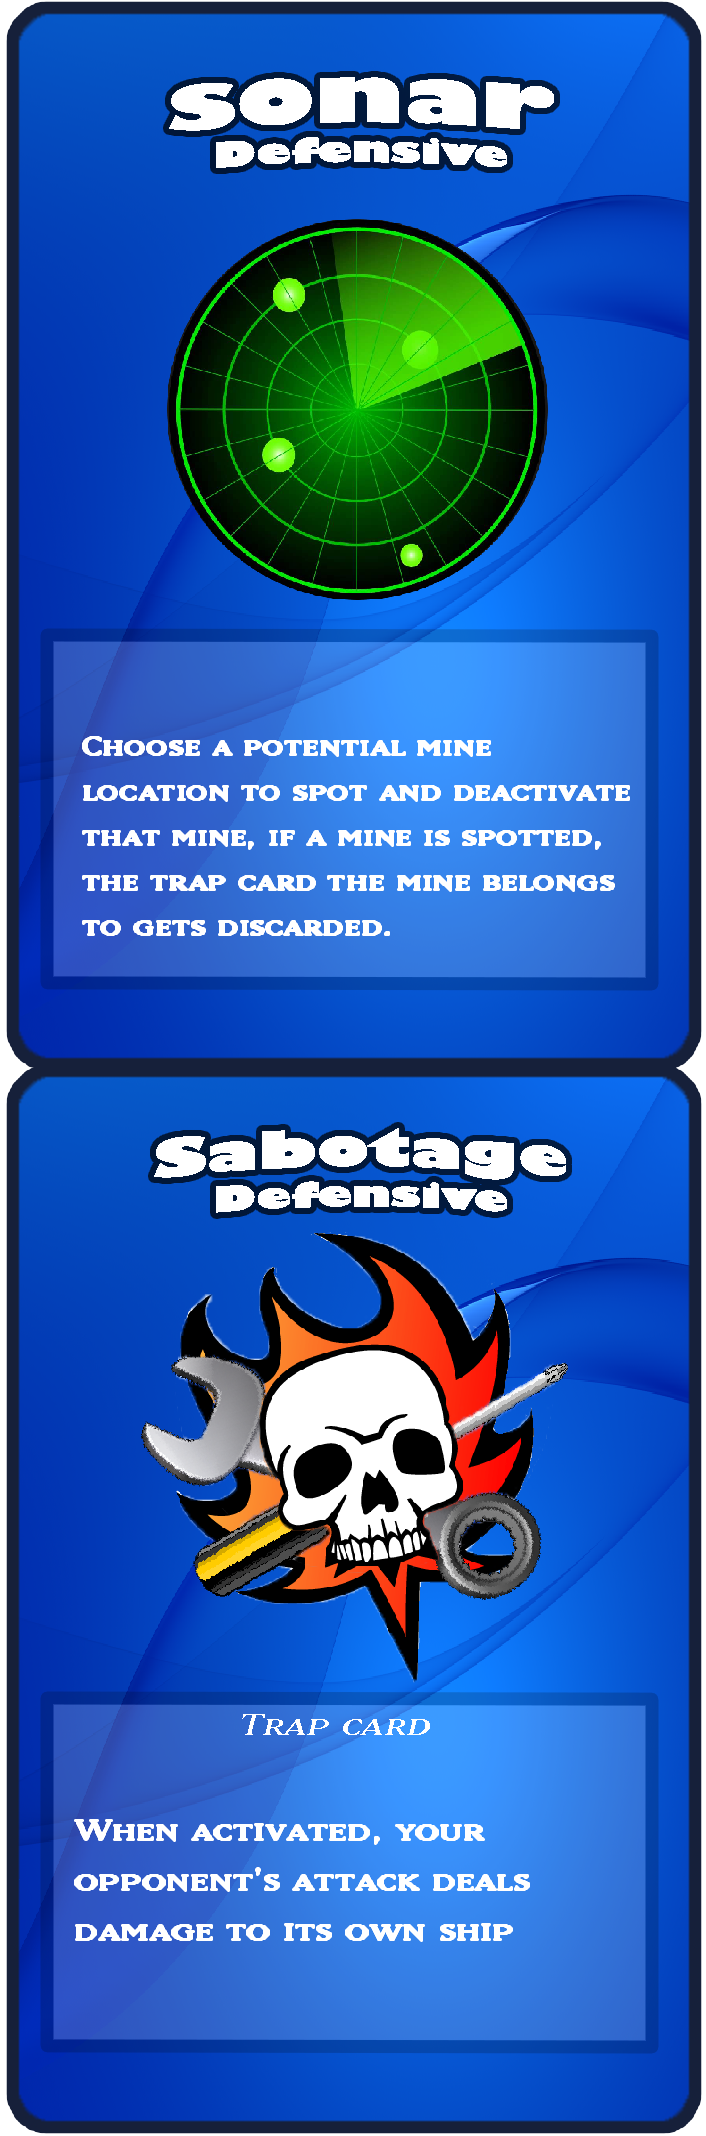 sonar
Defensive
Choose a potential mine
location to spot and deactivate
that mine, if a mine is spotted,
the trap card the mine belongs
to gets discarded.
Sabotage
Defensive
Trap card
When activated, your
opponent's attack deals
damage to its own ship